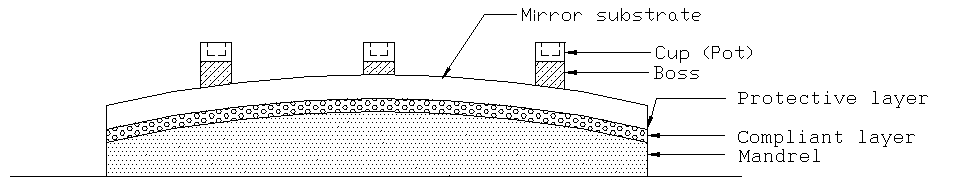 Mirror substrate
Cup (Pot)
Boss
Protective layer
Compliant layer
Mandrel